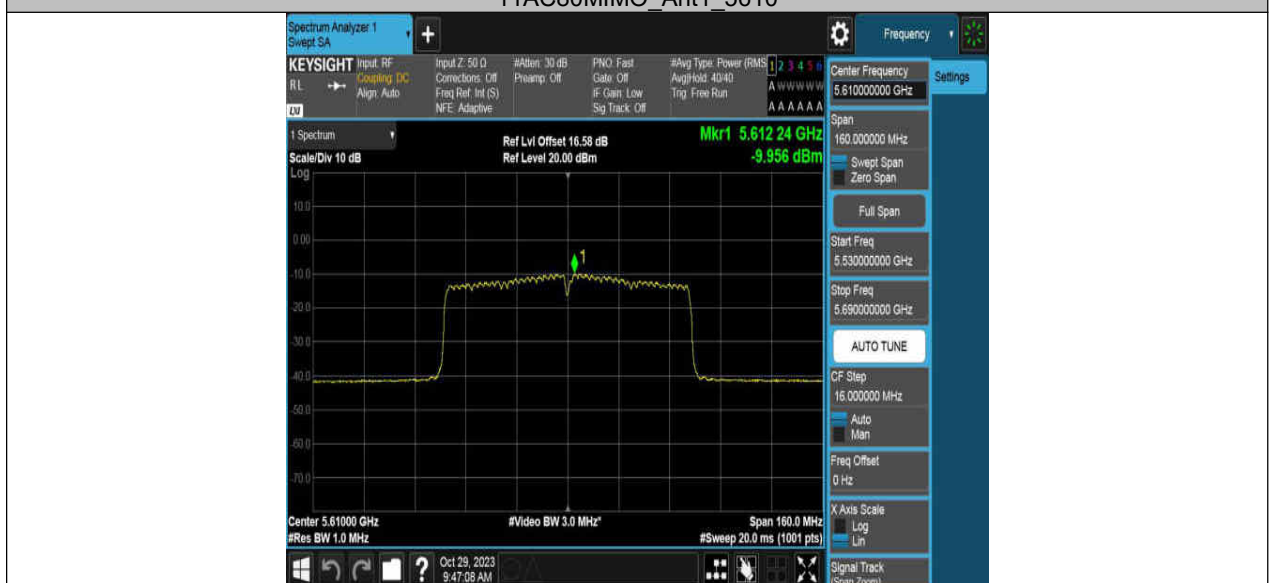 11AC80MIMO_Ant1_5610
Spectrum Analyzer 1
Swept SA
+
Frequency
KEYSIGHT
RL
Input: RF
Coupling: DC
Align: Auto
Input Z: 50 Ω
Corrections: Off
Freq Ref: Int (S)
NFE: Adaptive
#Atten: 30 dB
Preamp: Off
PNO: Fast
Gate: Off
IF Gain: Low
Sig Track: Off
#Avg Type: Power (RMS
Avg|Hold: 40/40
Trig: Free Run
1 2 3 4 5 6
A W W W W W
A A A A A A
1 Spectrum
Scale/Div 10 dB
Log
Ref Lvl Offset 16.58 dB
Ref Level 20.00 dBm
Mkr1 5.612 24 GHz
-9.956 dBm
10.0
0.00
-10.0
-20.0
-30.0
-40.0
-50.0
-60.0
-70.0
1
Center 5.61000 GHz
#Res BW 1.0 MHz
#Video BW 3.0 MHz*
Span 160.0 MHz
#Sweep 20.0 ms (1001 pts)
?
Oct 29, 2023
9:47:08 AM
Settings
Center Frequency
5.610000000 GHz
Span
160.000000 MHz
Swept Span
Zero Span
Full Span
Start Freq
5.530000000 GHz
Stop Freq
5.690000000 GHz
AUTO TUNE
CF Step
16.000000 MHz
Auto
Man
Freq Offset
0 Hz
X Axis Scale
Log
Lin
Signal Track
(Span Zoom)